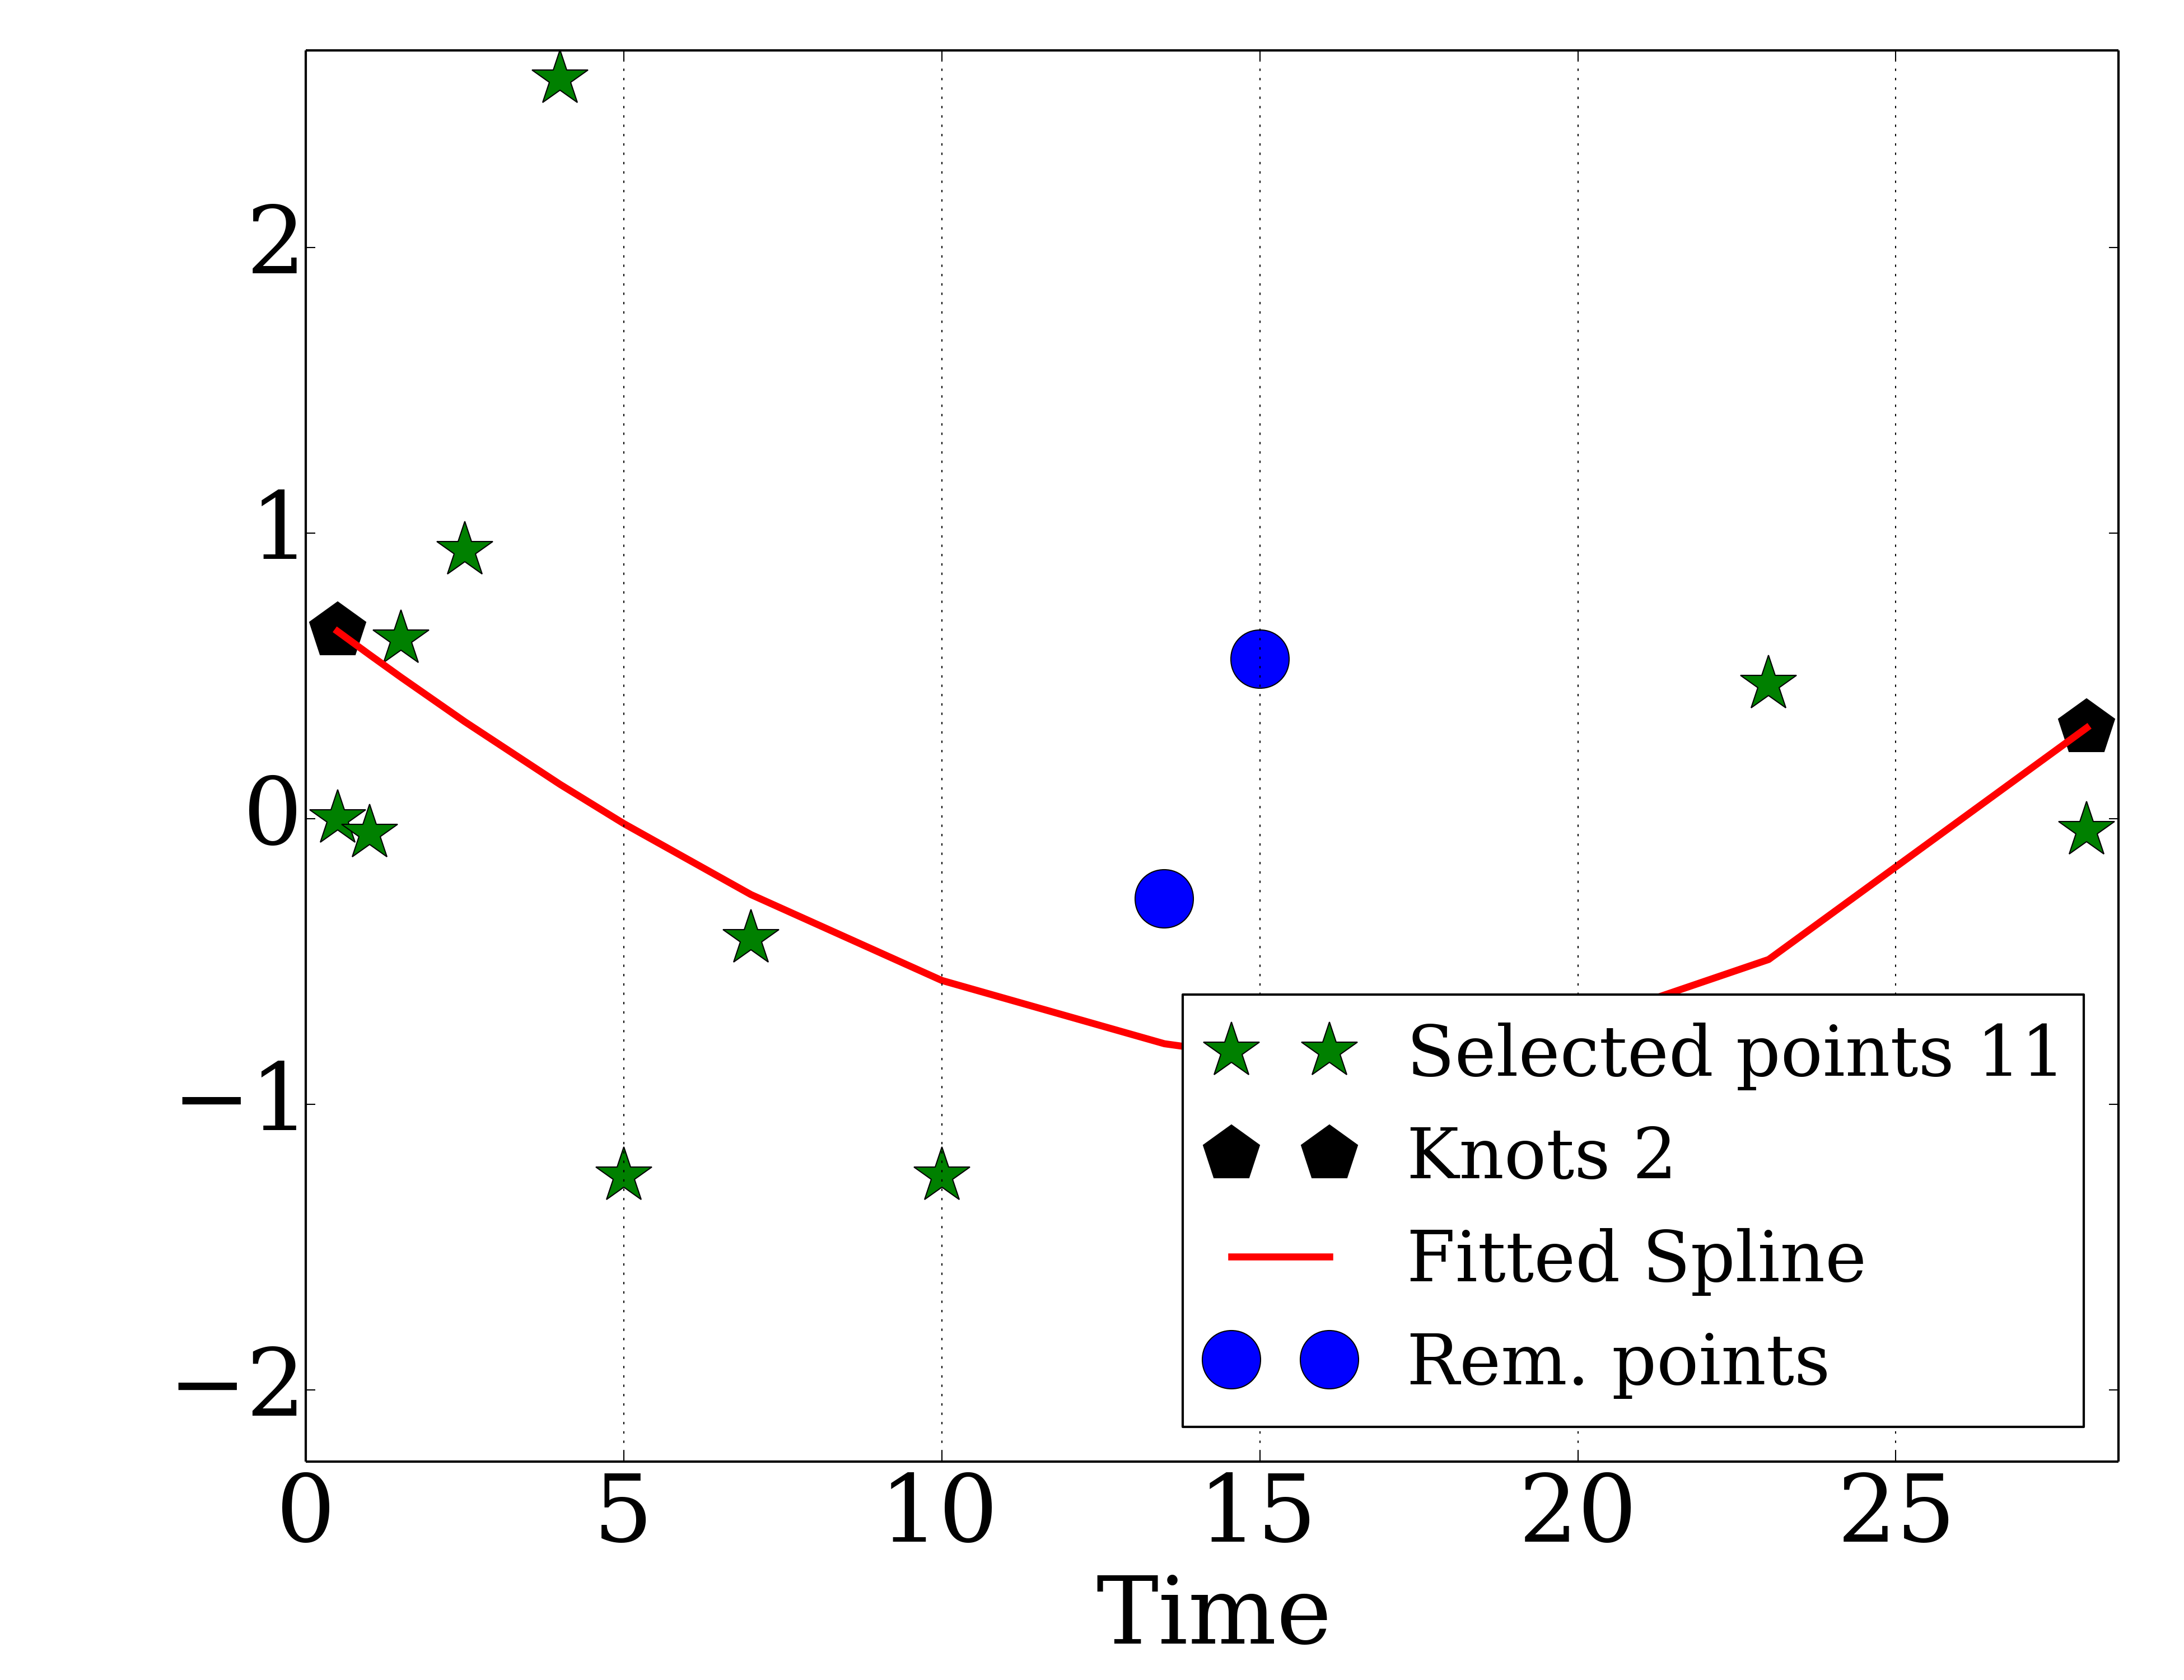 2
1
0
−1
−2
0 5 10 15 20 25
Time
Selected points 11
Knots 2
Fitted Spline
Rem. points